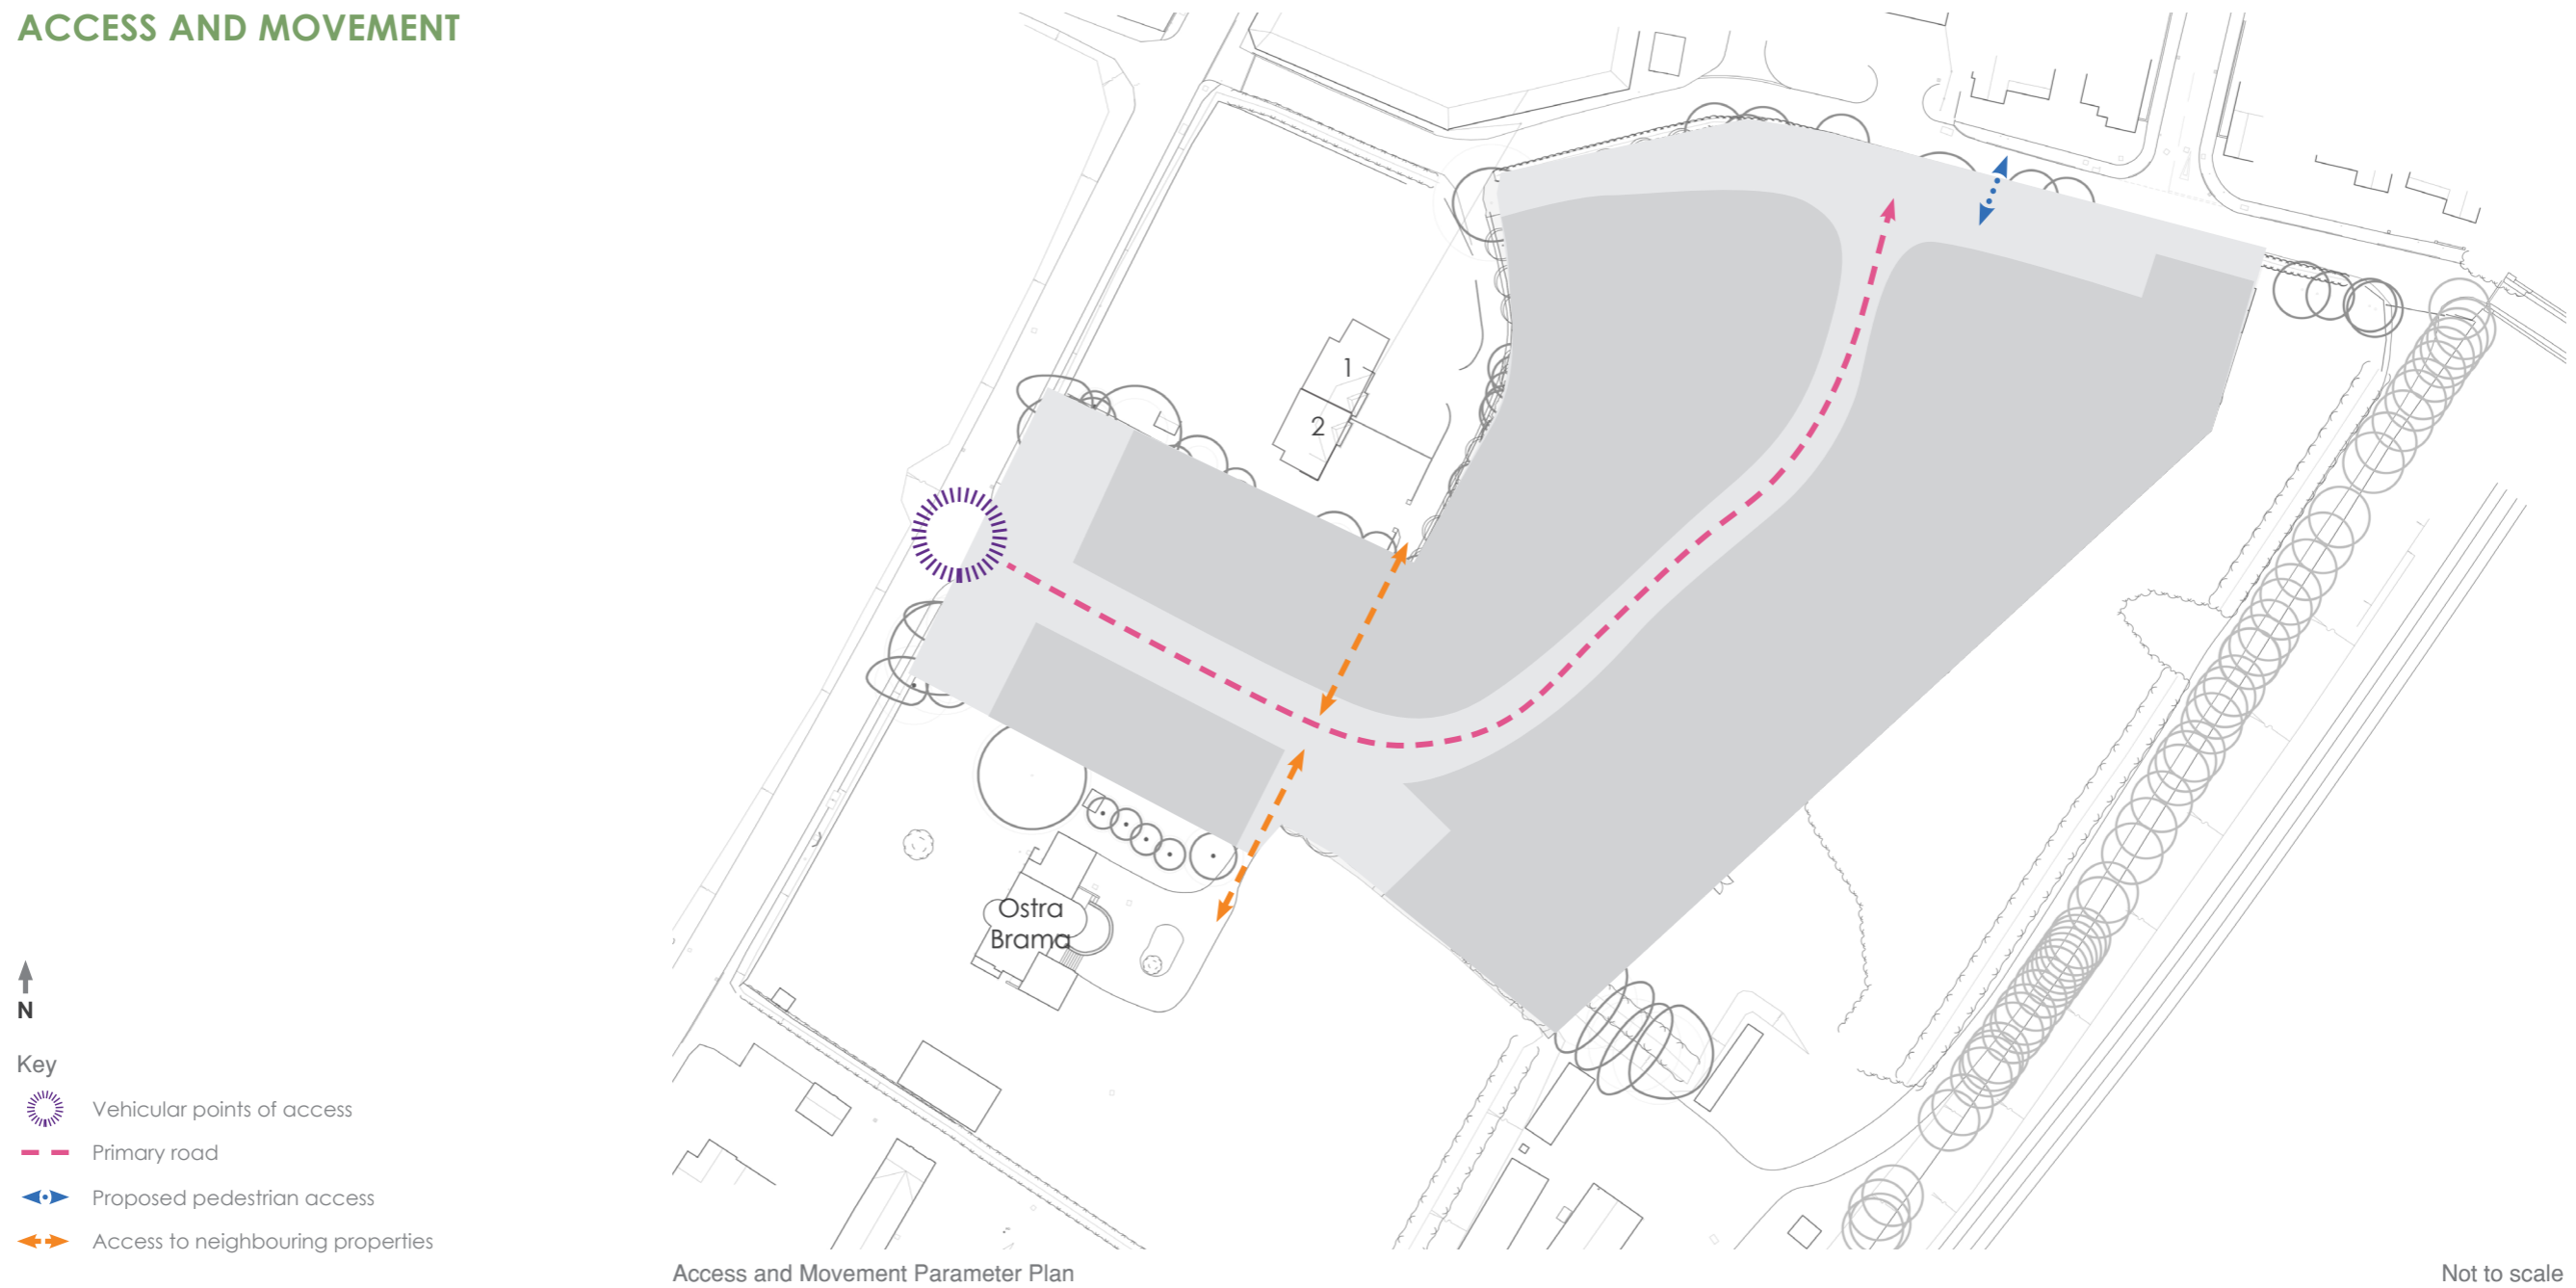 ACCESS AND MOVEMENT
1
2
Ostra
Brama
N
Key
Vehicular points of access
Primary road
Proposed pedestrian access
Access to neighbouring properties
Access and Movement Parameter Plan
Not to scale